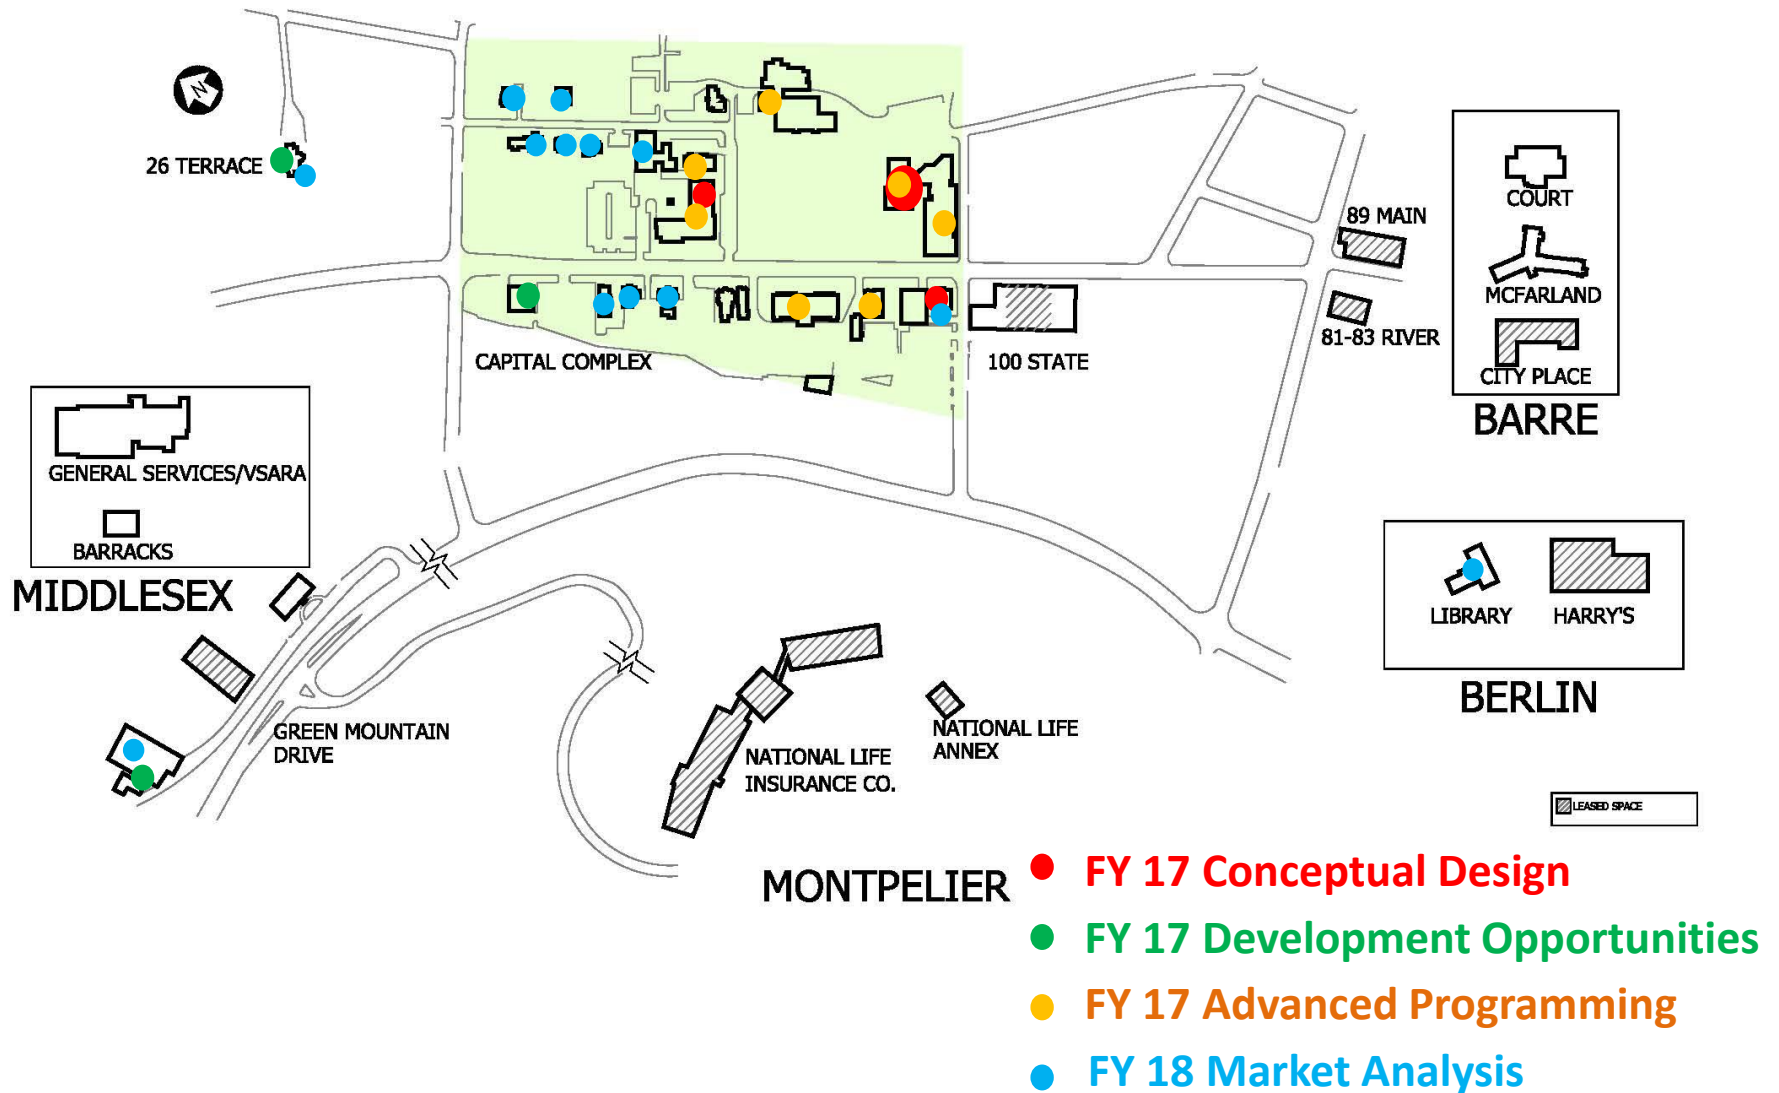 N
26 TERRACE
CAPITAL COMPLEX
100 STATE
89 MAIN
81-83 RIVER
COURT
MCFARLAND
CITY PLACE
BARRE
GENERAL SERVICES/VSARA
BARRACKS
MIDDLESEX
LIBRARY
HARRY'S
BERLIN
GREEN MOUNTAIN
DRIVE
NATIONAL LIFE
INSURANCE CO.
NATIONAL LIFE
ANNEX
LEASED SPACE
MONTPELIER
FY 17 Conceptual Design
FY 17 Development Opportunities
FY 17 Advanced Programming
FY 18 Market Analysis